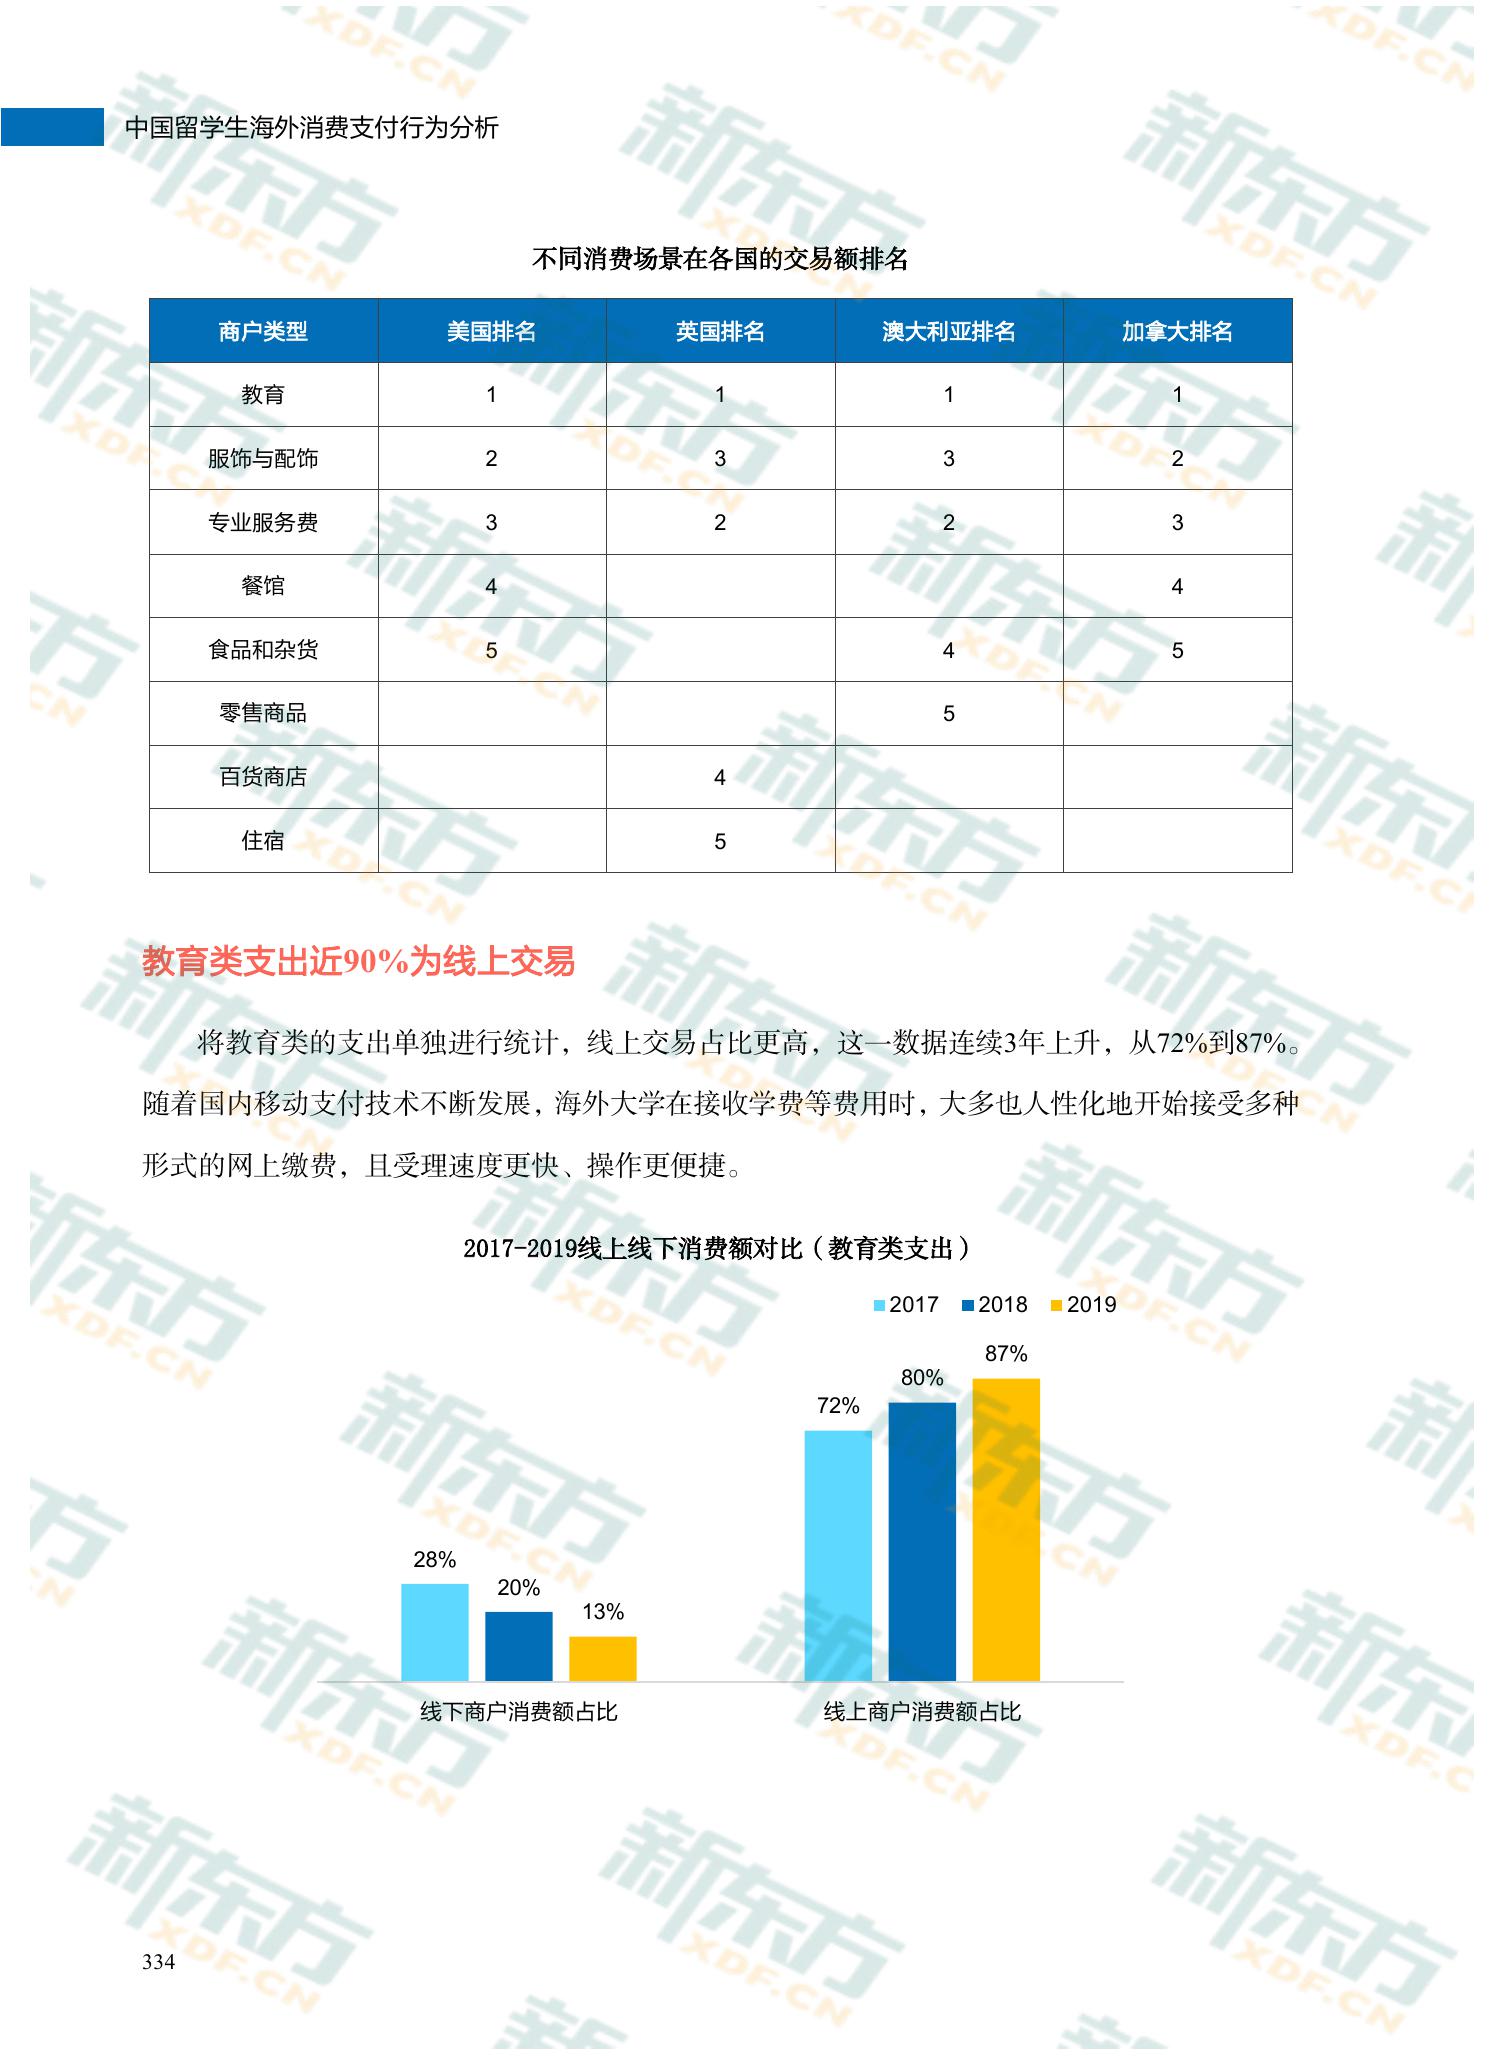 中国留学生海外消费支付行为分析
不同消费场景在各国的交易额排名
商户类型 美国排名 英国排名 澳大利亚排名 加拿大排名
教育 1 1 1 1
服饰与配饰 2 3 3 2
专业服务费 3 2 2 3
餐馆 4 4
食品和杂货 5 4 5
零售商品 5
百货商店 4
住宿 5
教育类支出近90%为线上交易
将教育类的支出单独进行统计，线上交易占比更高，这一数据连续3年上升，从72%到87%。
随着国内移动支付技术不断发展，海外大学在接收学费等费用时，大多也人性化地开始接受多种
形式的网上缴费，且受理速度更快、操作更便捷。
2017-2019线上线下消费额对比（教育类支出）
2017 2018 2019
28% 20% 13% 72% 80% 87%
线下商户消费额占比 线上商户消费额占比
334
新东方
XDF.CN